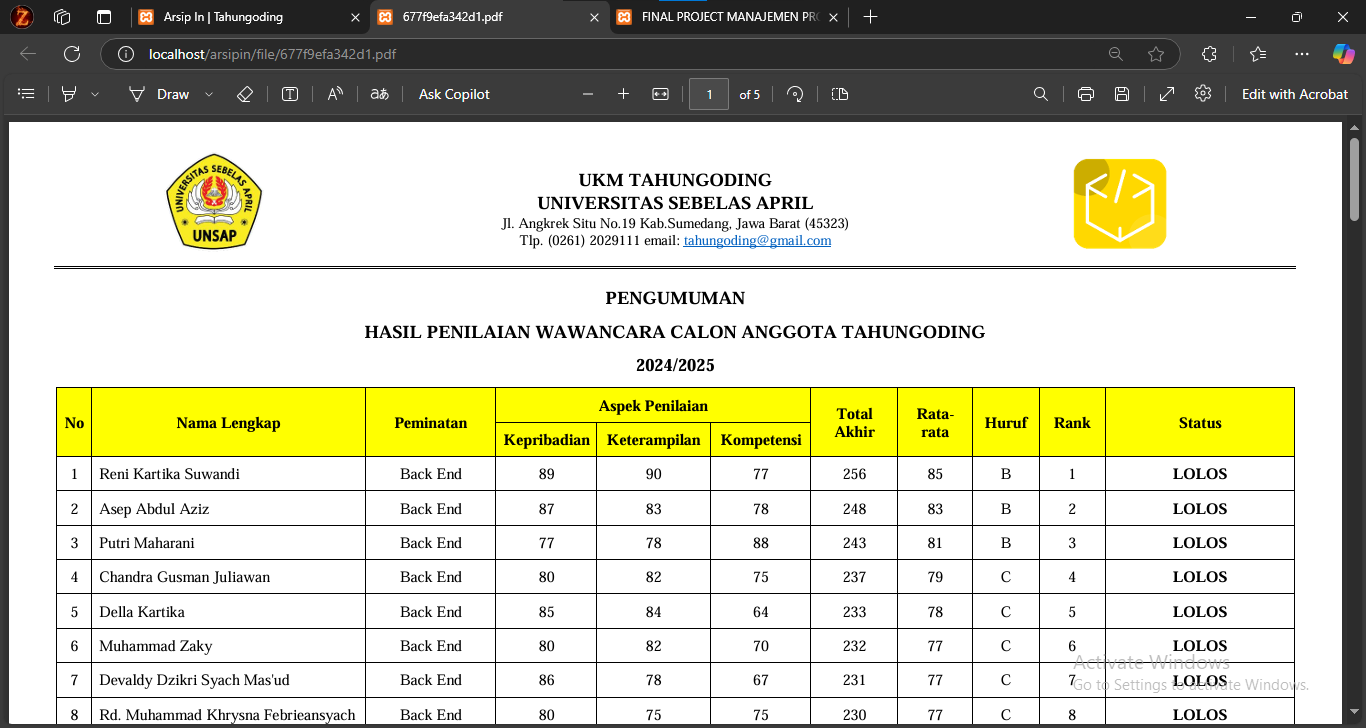 Arsip In | Tahungoding
677f9efa342d1.pdf
FINAL PROJECT MANAJEMEN PR
localhost/arsipin/file/677f9efa342d1.pdf
Draw
Ask Copilot
1 of 5
Edit with Acrobat
UNIVERSITAS SEBELAS APRIL
UNSAP
UKM TAHUNGODING
UNIVERSITAS SEBELAS APRIL
Jl. Angkrek Situ No.19 Kab.Sumedang, Jawa Barat (45323)
Tlp. (0261) 2029111 email: tahungoding@gmail.com
PENGUMUMAN
HASIL PENILAIAN WAWANCARA CALON ANGGOTA TAHUNGODING
2024/2025
No Nama Lengkap Peminatan Aspek Penilaian Total Akhir Rata-rata Huruf Rank Status
Kepribadian Keterampilan Kompetensi
1 Reni Kartika Suwandi Back End 89 90 77 256 85 B 1 LOLOS
2 Asep Abdul Aziz Back End 87 83 78 248 83 B 2 LOLOS
3 Putri Maharani Back End 77 78 88 243 81 B 3 LOLOS
4 Chandra Gusman Juliawan Back End 80 82 75 237 79 C 4 LOLOS
5 Della Kartika Back End 85 84 64 233 78 C 5 LOLOS
6 Muhammad Zaky Back End 80 82 70 232 77 C 6 LOLOS
7 Devaldy Dzikri Syach Mas'ud Back End 86 78 67 231 77 C 7 LOLOS
8 Rd. Muhammad Khrysna Febrieansyach Back End 80 75 75 230 77 C 8 LOLOS
Activate Windows
Go to Settings to activate Windows.